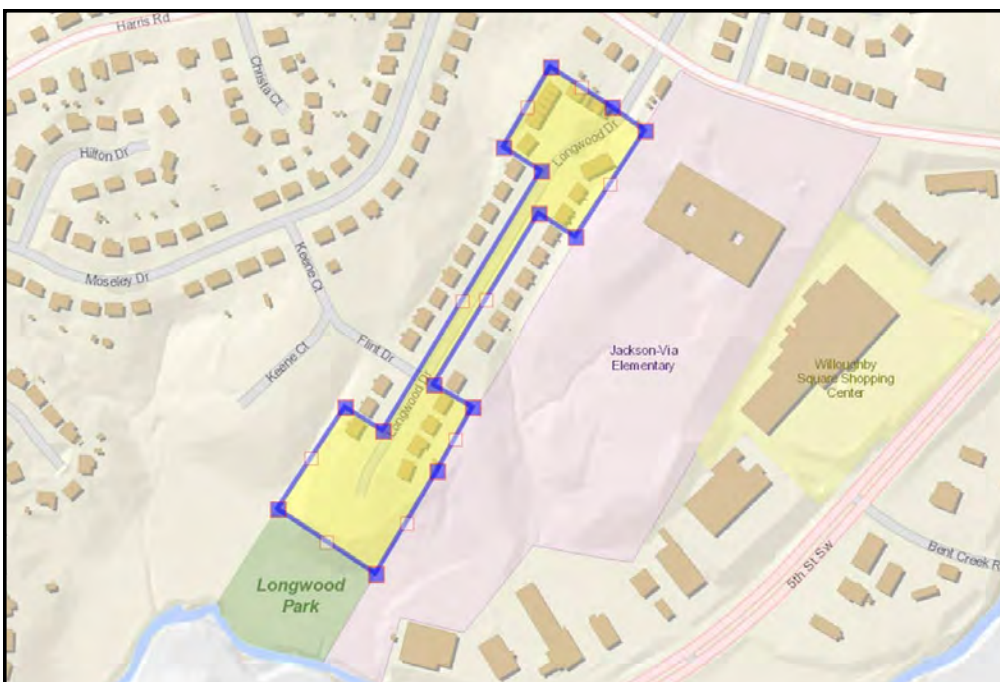 Harris Rd
Christa Ct
Hilton Dr
Longwood Dr
Moseley Dr
Keene Ct
Flint Dr
Keene Ct
Longwood Dr
Jackson-Via
Elementary
Willoughby
Square Shopping
Center
Longwood
Park
5th St Sw
Bent Creek R